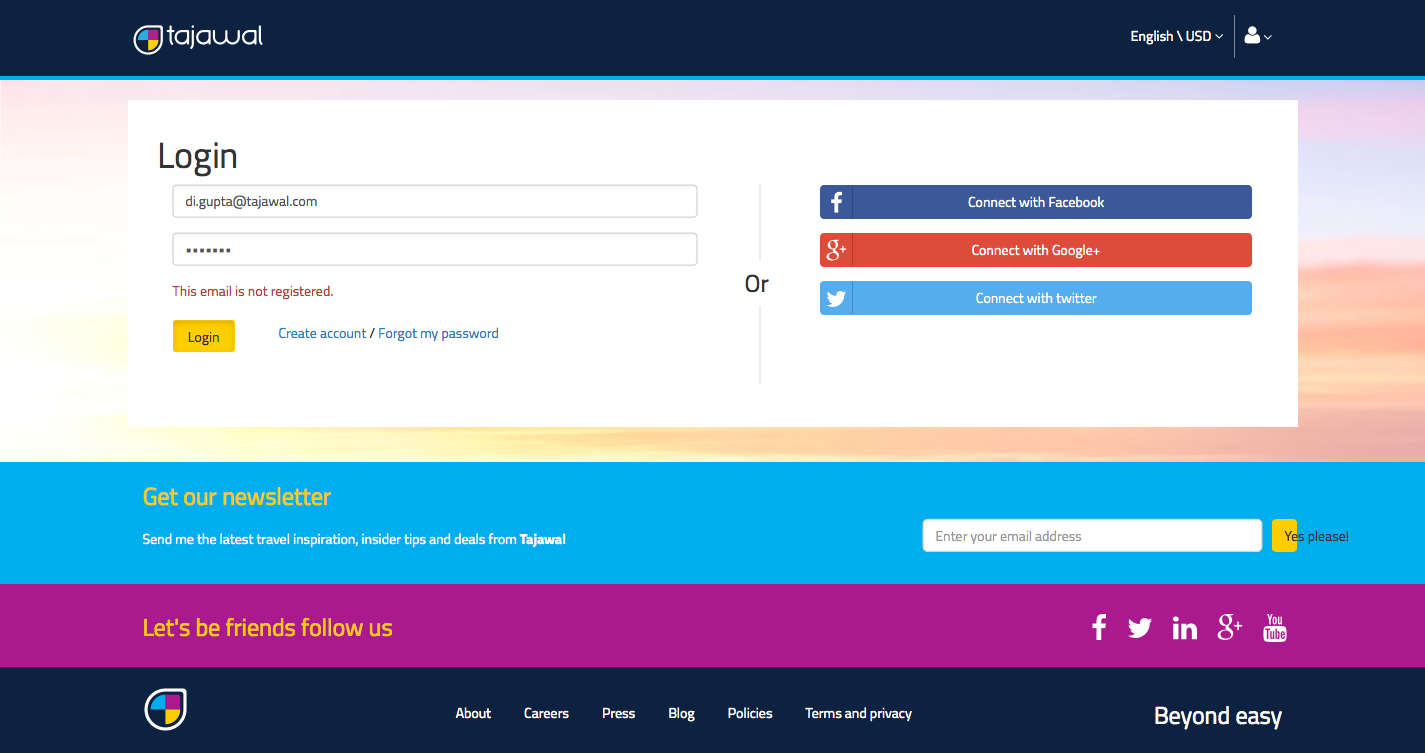 tajawal
English \ USD
Login
di.gupta@tajawal.com
Connect with Facebook
Connect with Google+
This email is not registered.
Or
Connect with twitter
Login
Create account / Forgot my password
Get our newsletter
Send me the latest travel inspiration, insider tips and deals from Tajawal
Enter your email address
Yes please!
Let's be friends follow us
You
Tube
About
Careers
Press
Blog
Policies
Terms and privacy
Beyond easy